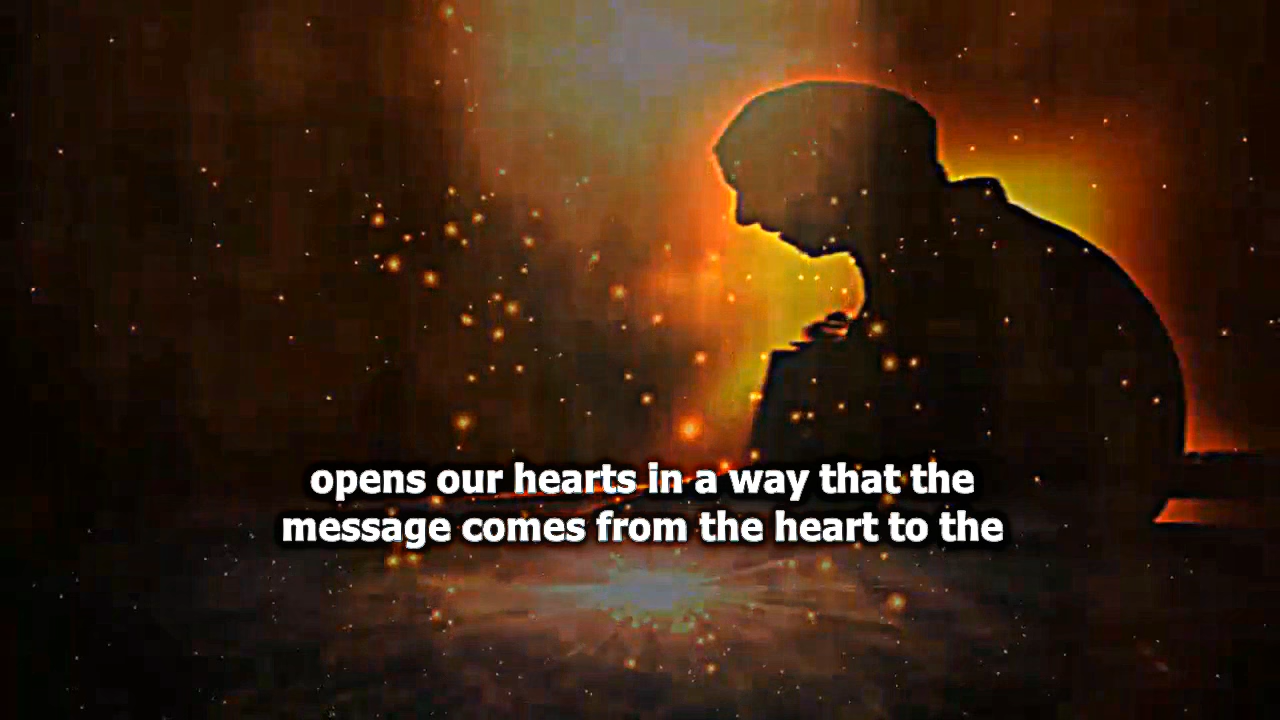 opens our hearts in a way that the
message comes from the heart to the